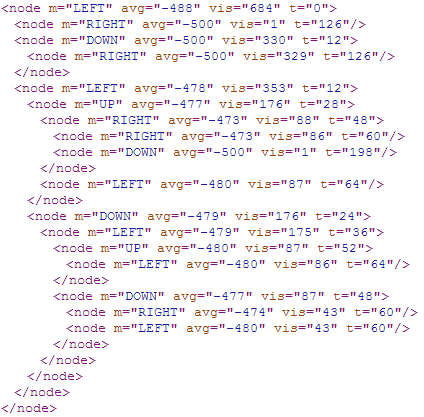 <node m="LEFT" avg="-488" vis="684" t="0">
<node m="RIGHT" avg="-500" vis="1" t="126"/>
<node m="DOWN" avg="-500" vis="330" t="12">
<node m="RIGHT" avg="-500" vis="329" t="126"/>
</node>
<node m="LEFT" avg="-478" vis="353" t="12">
<node m="UP" avg="-477" vis="176" t="28">
<node m="RIGHT" avg="-473" vis="88" t="48">
<node m="RIGHT" avg="-473" vis="86" t="60"/>
<node m="DOWN" avg="-500" vis="1" t="198"/>
</node>
<node m="LEFT" avg="-480" vis="87" t="64"/>
</node>
<node m="DOWN" avg="-479" vis="176" t="24">
<node m="LEFT" avg="-479" vis="175" t="36">
<node m="UP" avg="-480" vis="87" t="52">
<node m="LEFT" avg="-480" vis="86" t="64"/>
</node>
<node m="DOWN" avg="-477" vis="87" t="48">
<node m="RIGHT" avg="-474" vis="43" t="60"/>
<node m="LEFT" avg="-480" vis="43" t="60"/>
</node>
</node>
</node>
</node>
</node>